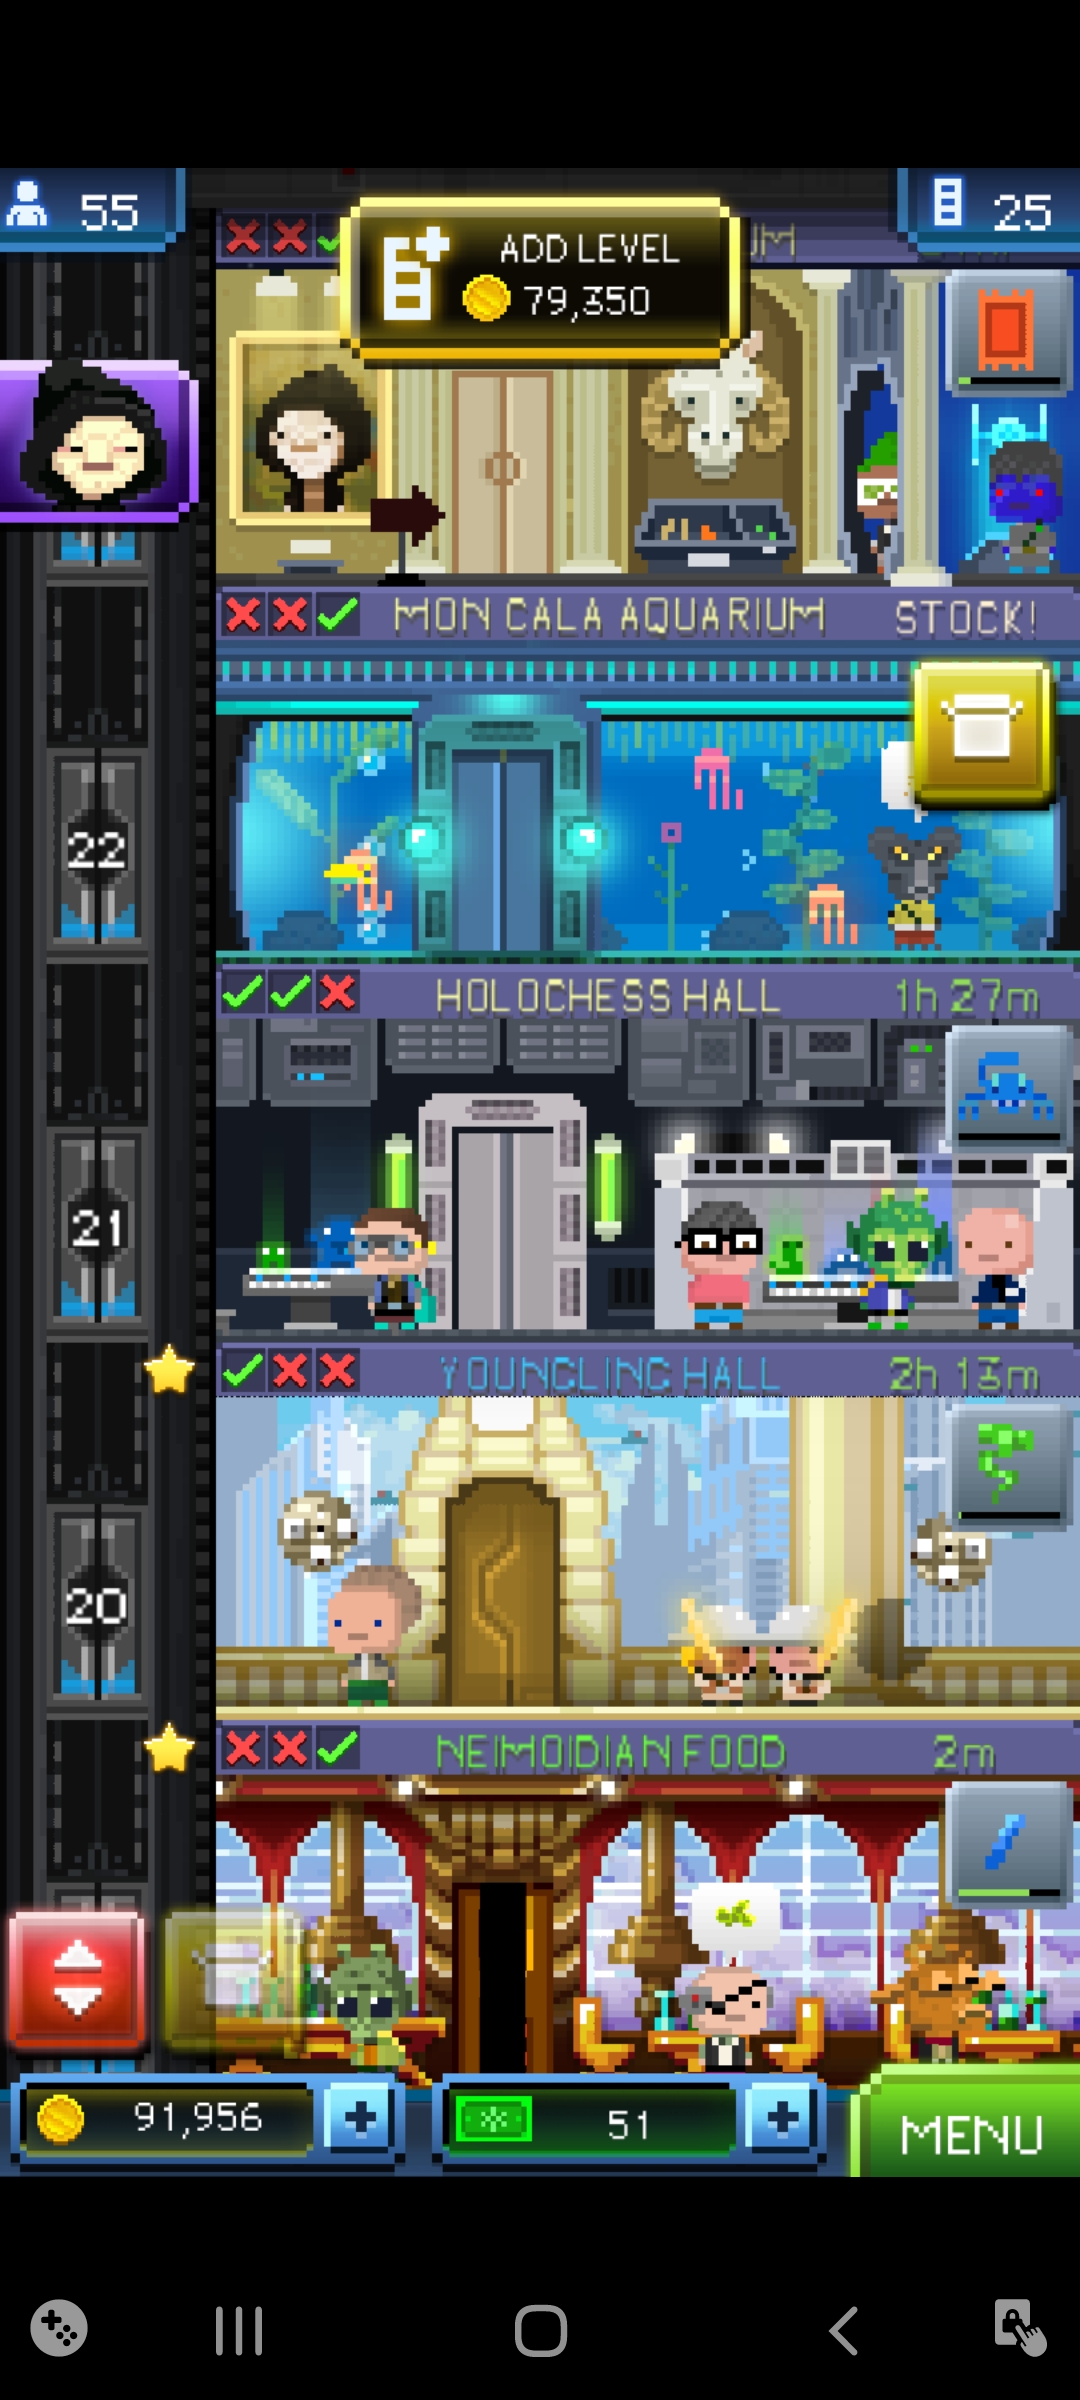 55
25
ADD LEVEL
79,350
UM
MON CALA AQUARIUM
STOCK!
22
HOLOCHESS HALL
1h 27m
21
YOUNGLING HALL
2h 13m
20
NEIMOIDIAN FOOD
2m
91,956
51
MENU